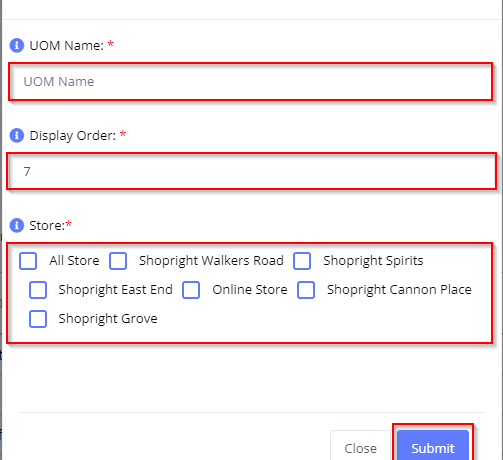 UOM Name: *
UOM Name
Display Order: *
7
Store:*
All Store Shopright Walkers Road Shopright Spirits
Shopright East End Online Store Shopright Cannon Place
Shopright Grove
Close Submit